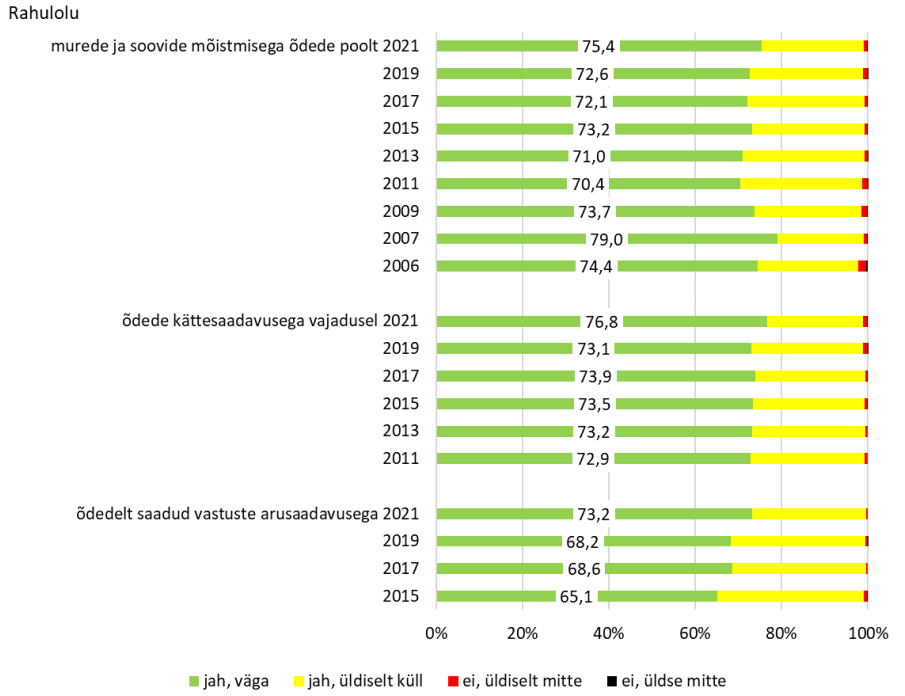 Rahulolu
murede ja soovide mõistmisega õdede poolt 2021 75,4
2019 72,6
2017 72,1
2015 73,2
2013 71,0
2011 70,4
2009 73,7
2007 79,0
2006 74,4
õdede kättesaadavusega vajadusel 2021 76,8
2019 73,1
2017 73,9
2015 73,5
2013 73,2
2011 72,9
õdedelt saadud vastuste arusaadavusega 2021 73,2
2019 68,2
2017 68,6
2015 65,1
0% 20% 40% 60% 80% 100%
jah, väga jah, üldiselt küll ei, üldiselt mitte ei, üldse mitte